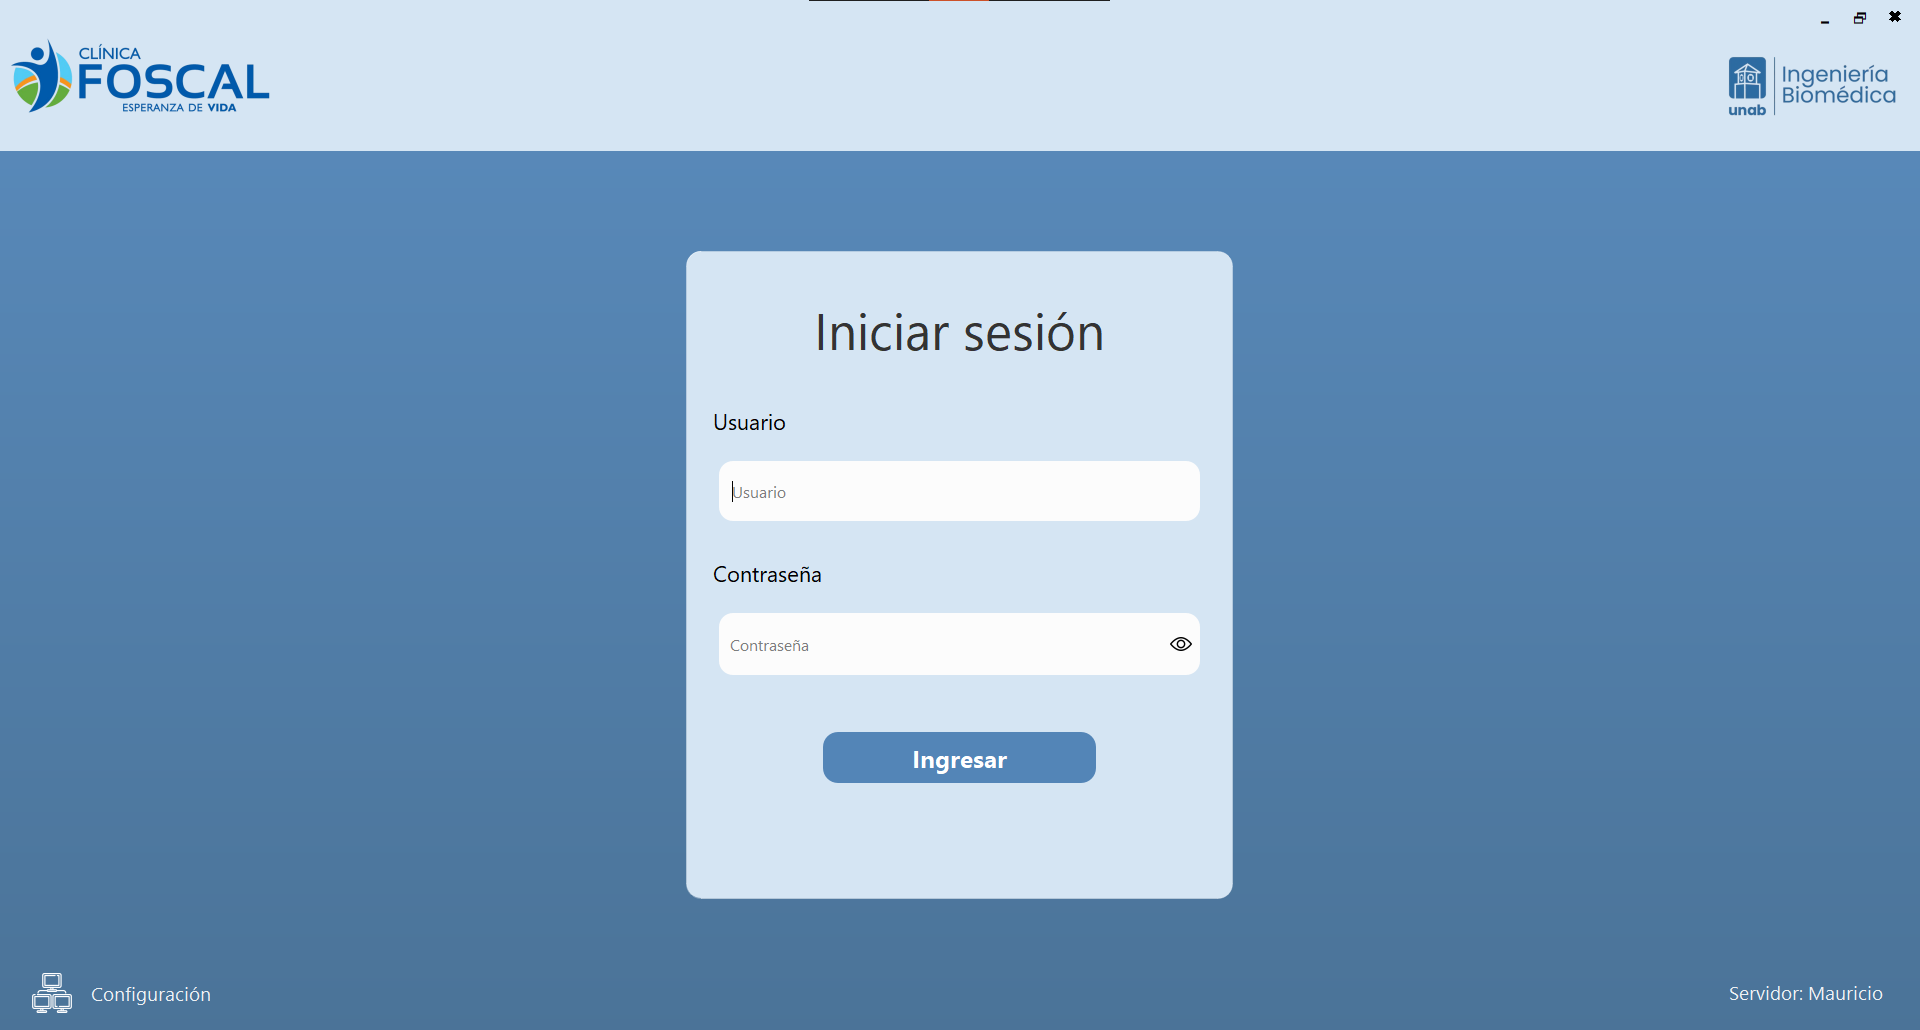 CLÍNICA
FOSCAL
ESPERANZA DE VIDA
unab
Ingeniería
Biomédica
Iniciar sesión
Usuario
Usuario
Contraseña
Contraseña
Ingresar
Configuración
Servidor: Mauricio